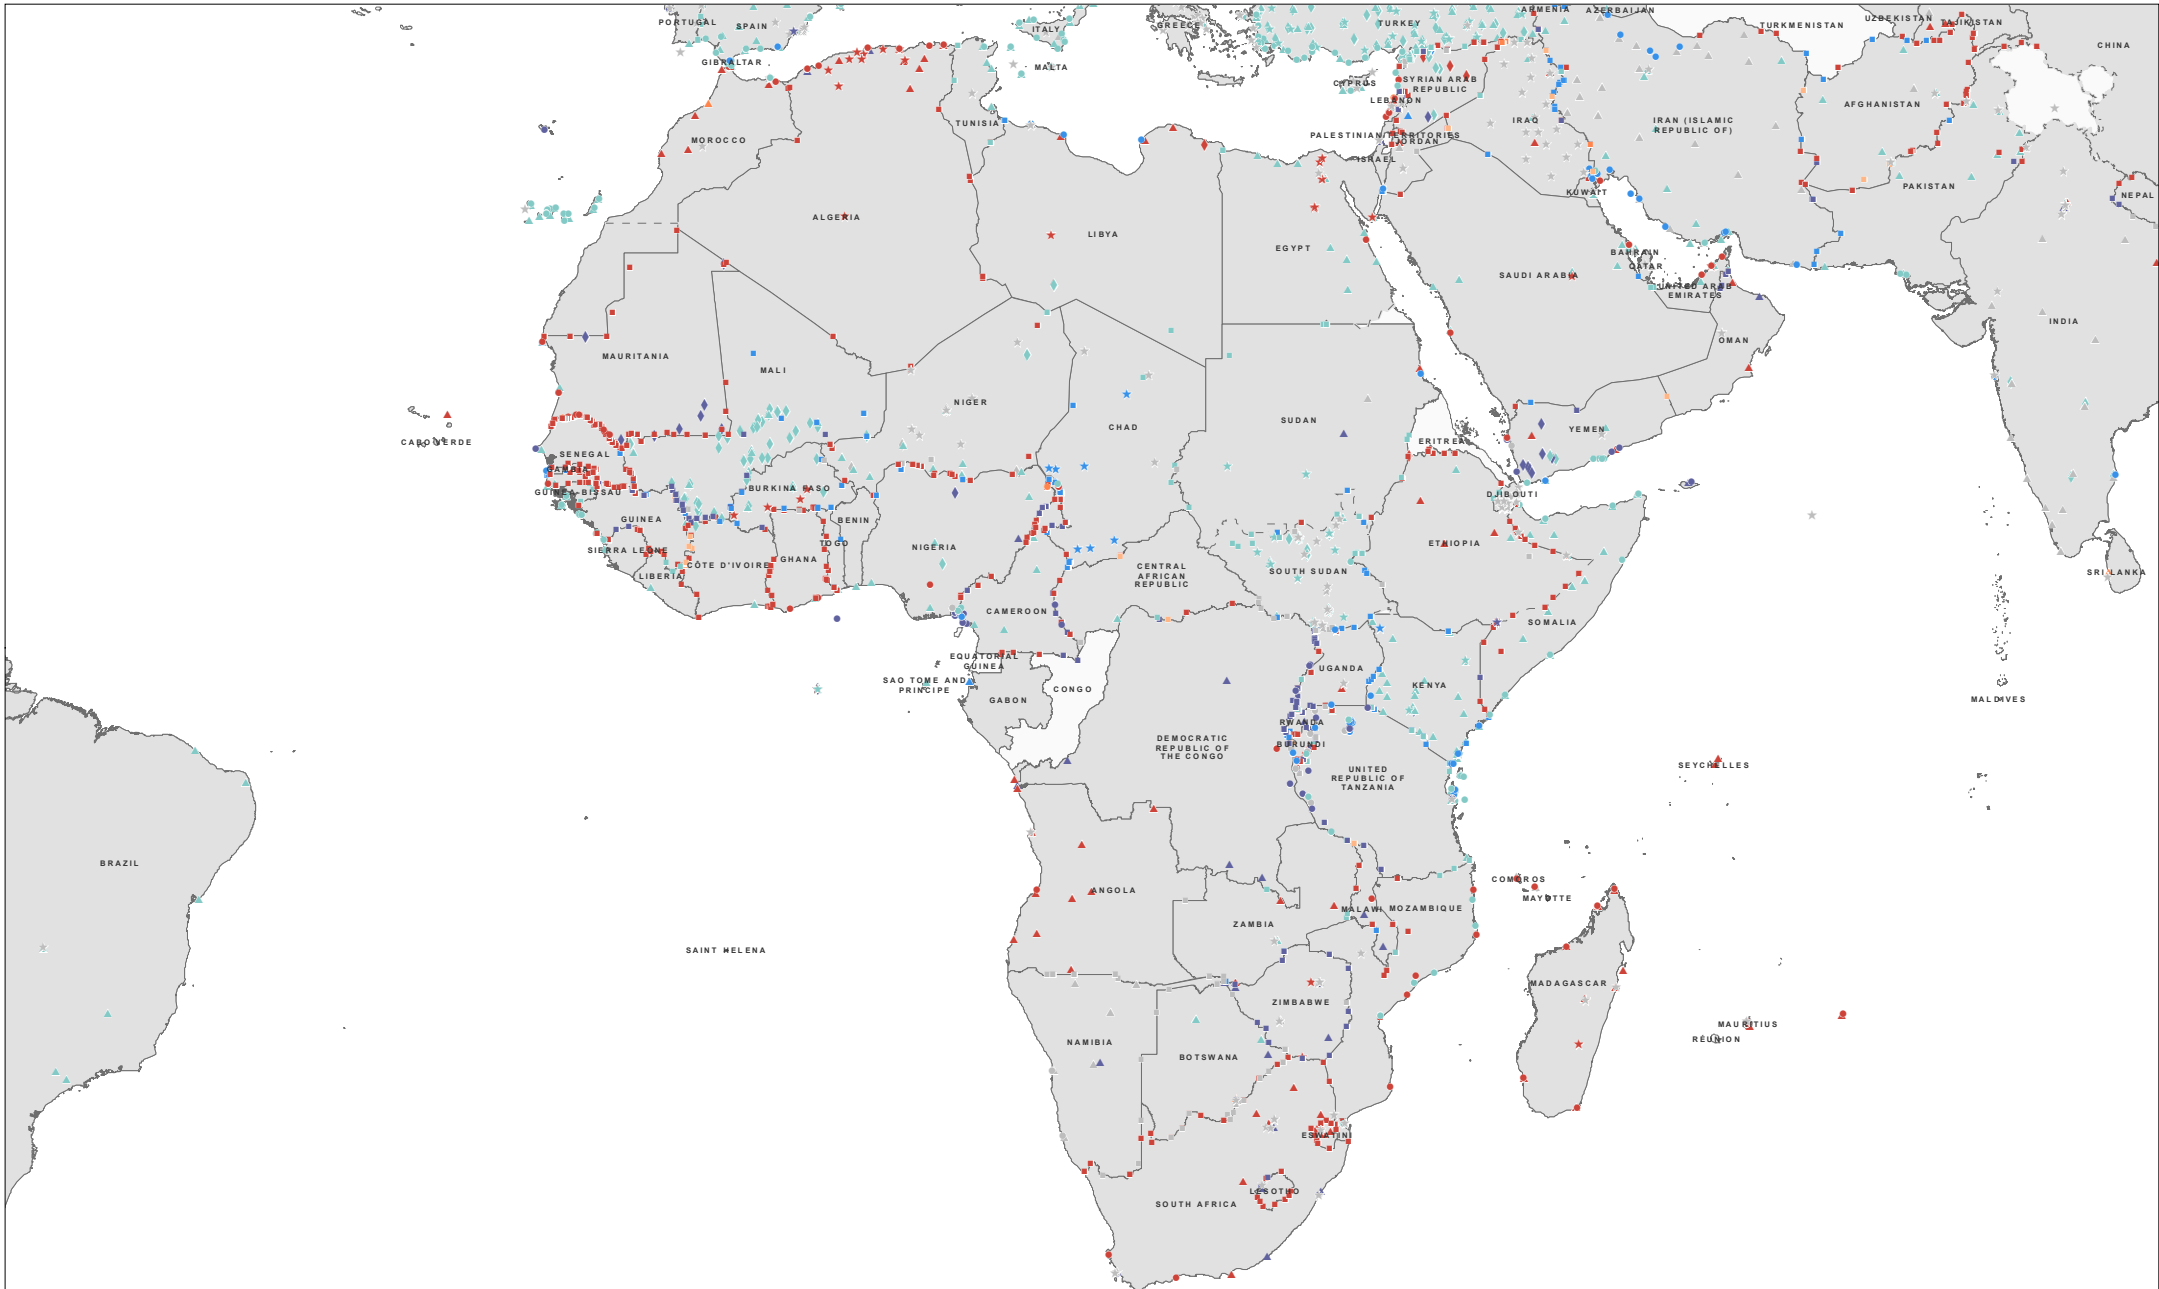 PORTUGAL
SPAIN
GIBRALTAR
ITALY
MALTA
GREECE
TURKEY
ARMENIA
AZERBAIJAN
TURKMENISTAN
UZBEKISTAN
TAJIKISTAN
CHINA
CYPRUS
SYRIAN ARAB
REPUBLIC
LEBANON
PALESTINIAN TERRITORIES
JORDAN
ISRAEL
IRAQ
IRAN (ISLAMIC
REPUBLIC OF)
AFGHANISTAN
PAKISTAN
NEPAL
KUWAIT
MOROCCO
TUNISIA
ALGERIA
LIBYA
EGYPT
SAUDI ARABIA
BAHRAIN
QATAR
UNITED ARAB
EMIRATES
OMAN
INDIA
MAURITANIA
MALI
NIGER
CHAD
SUDAN
ERITREA
YEMEN
CABO VERDE
SENEGAL
GAMBIA
GUINEA-BISSAU
GUINEA
SIERRA LEONE
LIBERIA
CÔTE D'IVOIRE
BURKINA FASO
GHANA
TOGO
BENIN
NIGERIA
CAMEROON
CENTRAL
AFRICAN
REPUBLIC
SOUTH SUDAN
ETHIOPIA
DJIBOUTI
SOMALIA
SRI LANKA
MALDIVES
EQUATORIAL
GUINEA
SAO TOME AND
PRINCIPE
GABON
CONGO
DEMOCRATIC
REPUBLIC OF
THE CONGO
UGANDA
KENYA
RWANDA
BURUNDI
UNITED
REPUBLIC OF
TANZANIA
SEYCHELLES
BRAZIL
SAINT HELENA
ANGOLA
ZAMBIA
MALAWI
MOZAMBIQUE
COMOROS
MAYOTTE
MADAGASCAR
MAURITIUS
RÉUNION
ZIMBABWE
NAMIBIA
BOTSWANA
ESWATINI
LESOTHO
SOUTH AFRICA